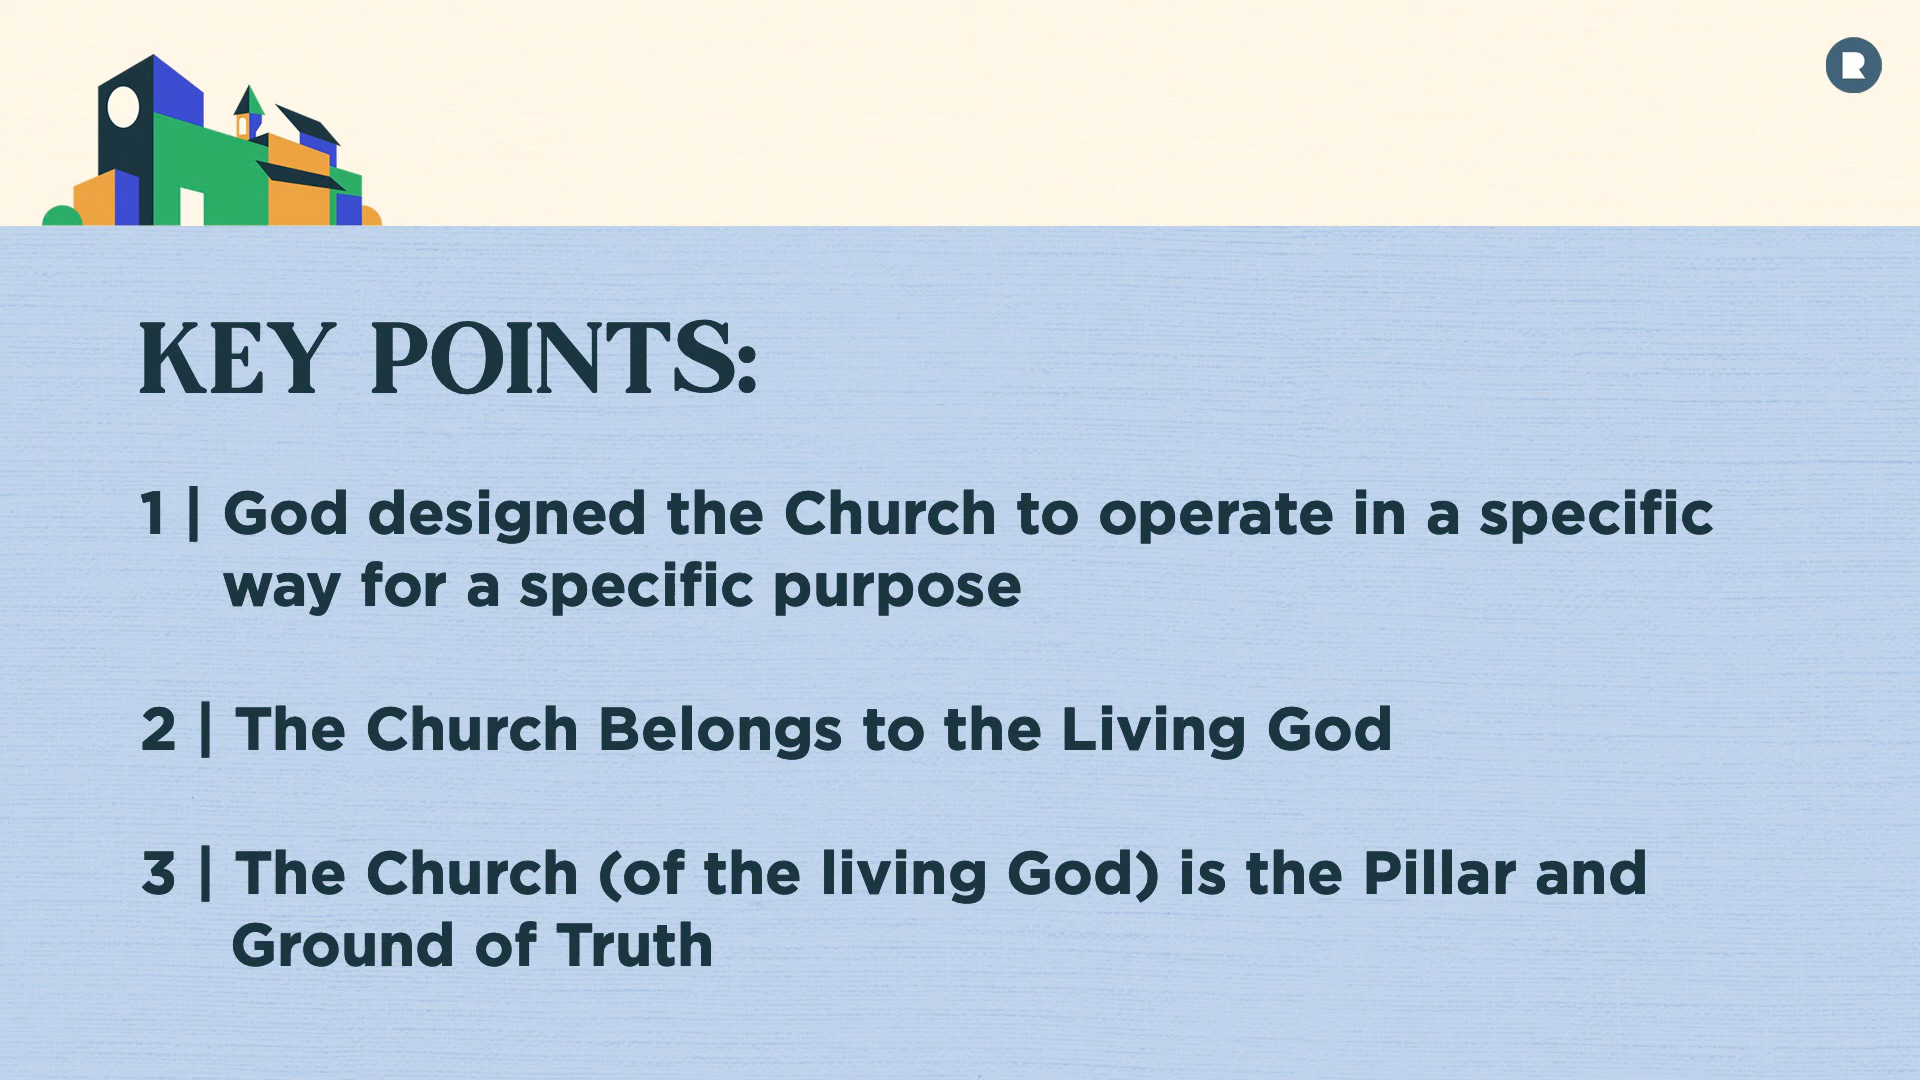 R
KEY POINTS:
1 | God designed the Church to operate in a specific
way for a specific purpose
2 | The Church Belongs to the Living God
3 | The Church (of the living God) is the Pillar and
Ground of Truth